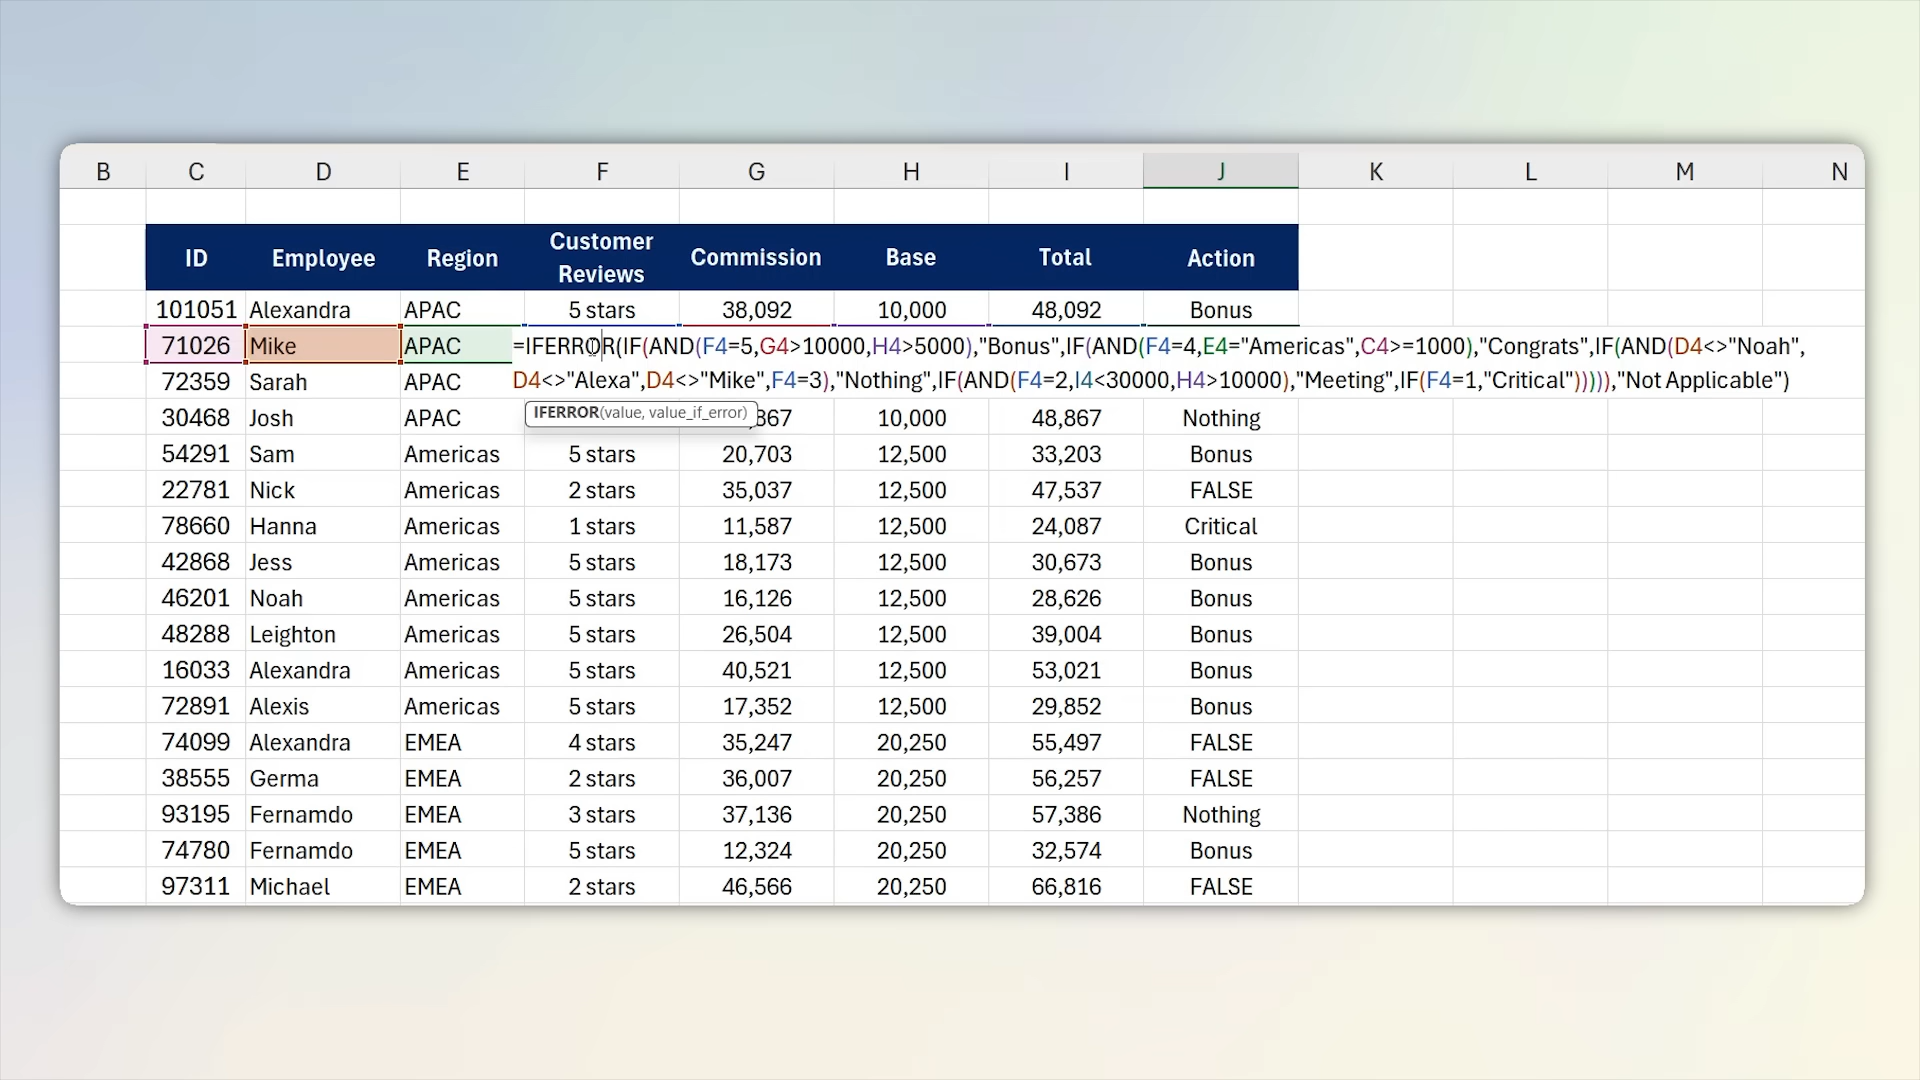 B C D E F G H I J K L M N
ID Employee Region Customer Reviews Commission Base Total Action
101051 Alexandra APAC 5 stars 38,092 10,000 48,092 Bonus
71026 Mike APAC =IFERROR(IF(AND(F4=5,G4>10000,H4>5000),"Bonus",IF(AND(F4=4,E4="Americas",C4>=1000),"Congrats",IF(AND(D4<>"Noah",
72359 Sarah APAC D4<>"Alexa",D4<>"Mike",F4=3),"Nothing",IF(AND(F4=2,I4<30000,H4>10000),"Meeting",IF(F4=1,"Critical"))))),"Not Applicable")
IFERROR(value, value_if_error)
30468 Josh APAC ,867 10,000 48,867 Nothing
54291 Sam Americas 5 stars 20,703 12,500 33,203 Bonus
22781 Nick Americas 2 stars 35,037 12,500 47,537 FALSE
78660 Hanna Americas 1 stars 11,587 12,500 24,087 Critical
42868 Jess Americas 5 stars 18,173 12,500 30,673 Bonus
46201 Noah Americas 5 stars 16,126 12,500 28,626 Bonus
48288 Leighton Americas 5 stars 26,504 12,500 39,004 Bonus
16033 Alexandra Americas 5 stars 40,521 12,500 53,021 Bonus
72891 Alexis Americas 5 stars 17,352 12,500 29,852 Bonus
74099 Alexandra EMEA 4 stars 35,247 20,250 55,497 FALSE
38555 Germa EMEA 2 stars 36,007 20,250 56,257 FALSE
93195 Fernamdo EMEA 3 stars 37,136 20,250 57,386 Nothing
74780 Fernamdo EMEA 5 stars 12,324 20,250 32,574 Bonus
97311 Michael EMEA 2 stars 46,566 20,250 66,816 FALSE